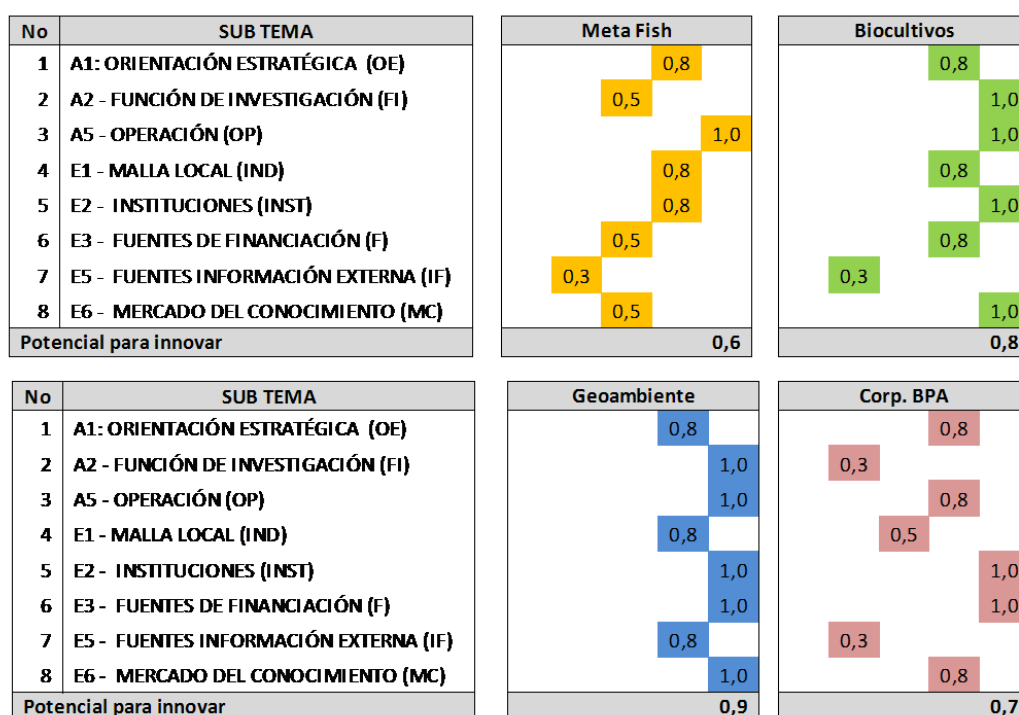 No SUB TEMA Meta Fish Biocultivos
1 A1: ORIENTACIÓN ESTRATÉGICA (OE) 0,8 0,8
2 A2 - FUNCIÓN DE INVESTIGACIÓN (FI) 0,5 1,0
3 A5 - OPERACIÓN (OP) 1,0 1,0
4 E1 - MALLA LOCAL (IND) 0,8 0,8
5 E2 - INSTITUCIONES (INST) 0,8 1,0
6 E3 - FUENTES DE FINANCIACIÓN (F) 0,5 0,8
7 E5 - FUENTES INFORMACIÓN EXTERNA (IF) 0,3 0,3
8 E6 - MERCADO DEL CONOCIMIENTO (MC) 0,5 1,0
Potencial para innovar 0,6 0,8
No SUB TEMA Geoambiente Corp. BPA
1 A1: ORIENTACIÓN ESTRATÉGICA (OE) 0,8 0,8
2 A2 - FUNCIÓN DE INVESTIGACIÓN (FI) 1,0 0,3
3 A5 - OPERACIÓN (OP) 1,0 0,8
4 E1 - MALLA LOCAL (IND) 0,8 0,5
5 E2 - INSTITUCIONES (INST) 1,0 1,0
6 E3 - FUENTES DE FINANCIACIÓN (F) 1,0 1,0
7 E5 - FUENTES INFORMACIÓN EXTERNA (IF) 0,8 0,3
8 E6 - MERCADO DEL CONOCIMIENTO (MC) 1,0 0,8
Potencial para innovar 0,9 0,7